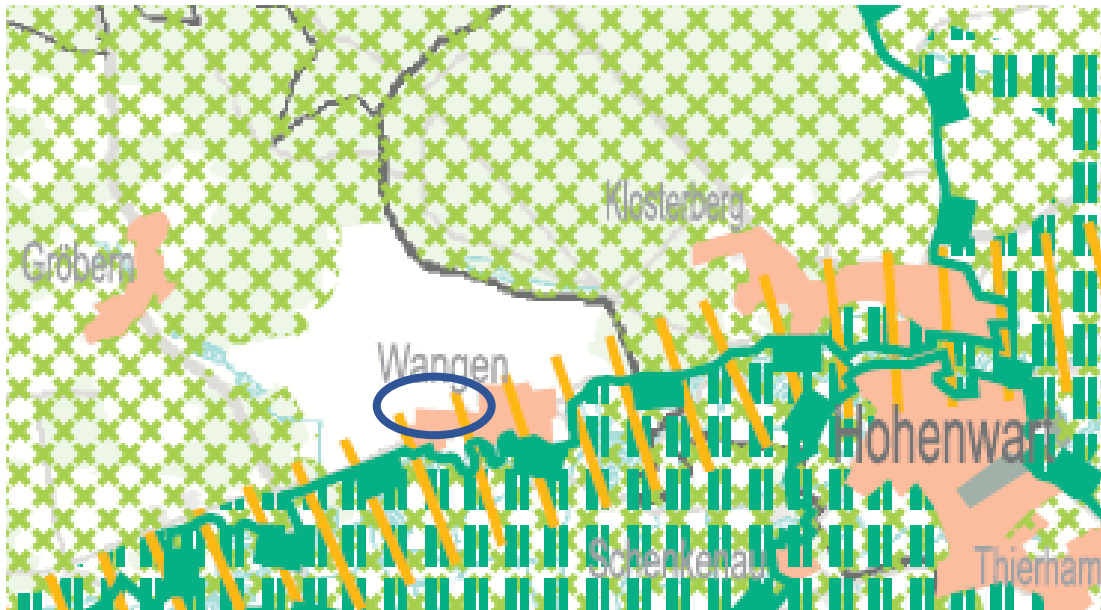 Klosterberg
Gröbern
Wangen
Hohenwart
Schenkenau
Thierham